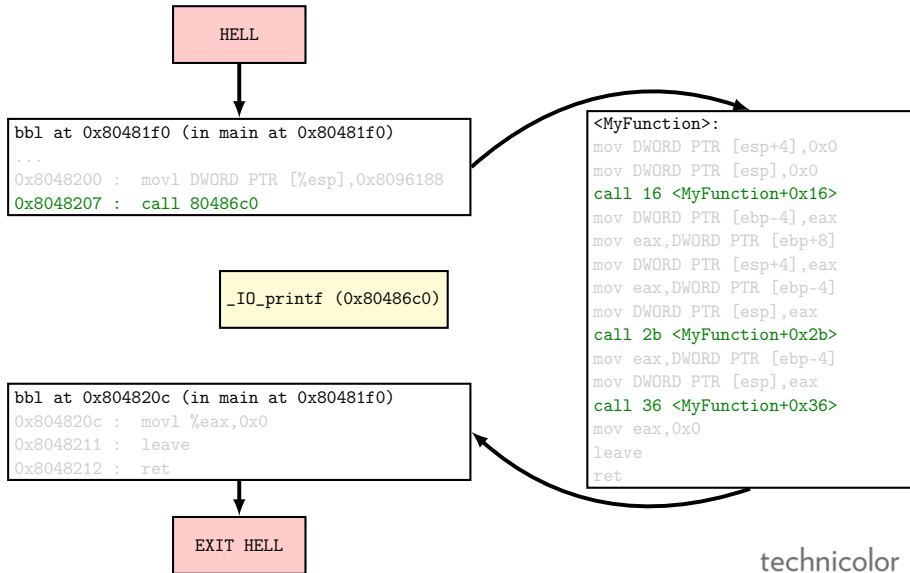 HELL
bbl at 0x80481f0 (in main at 0x80481f0)
...
0x8048200 : movl DWORD PTR [%esp],0x8096188
0x8048207 : call 80486c0
_IO_printf (0x80486c0)
bbl at 0x804820c (in main at 0x80481f0)
0x804820c : movl %eax,0x0
0x8048211 : leave
0x8048212 : ret
EXIT HELL
<MyFunction>:
mov DWORD PTR [esp+4],0x0
mov DWORD PTR [esp],0x0
call 16 <MyFunction+0x16>
mov DWORD PTR [ebp-4],eax
mov eax,DWORD PTR [ebp+8]
mov DWORD PTR [esp+4],eax
mov eax,DWORD PTR [ebp-4]
mov DWORD PTR [esp],eax
call 2b <MyFunction+0x2b>
mov eax,DWORD PTR [ebp-4]
mov DWORD PTR [esp],eax
call 36 <MyFunction+0x36>
mov eax,0x0
leave
ret
technicolor